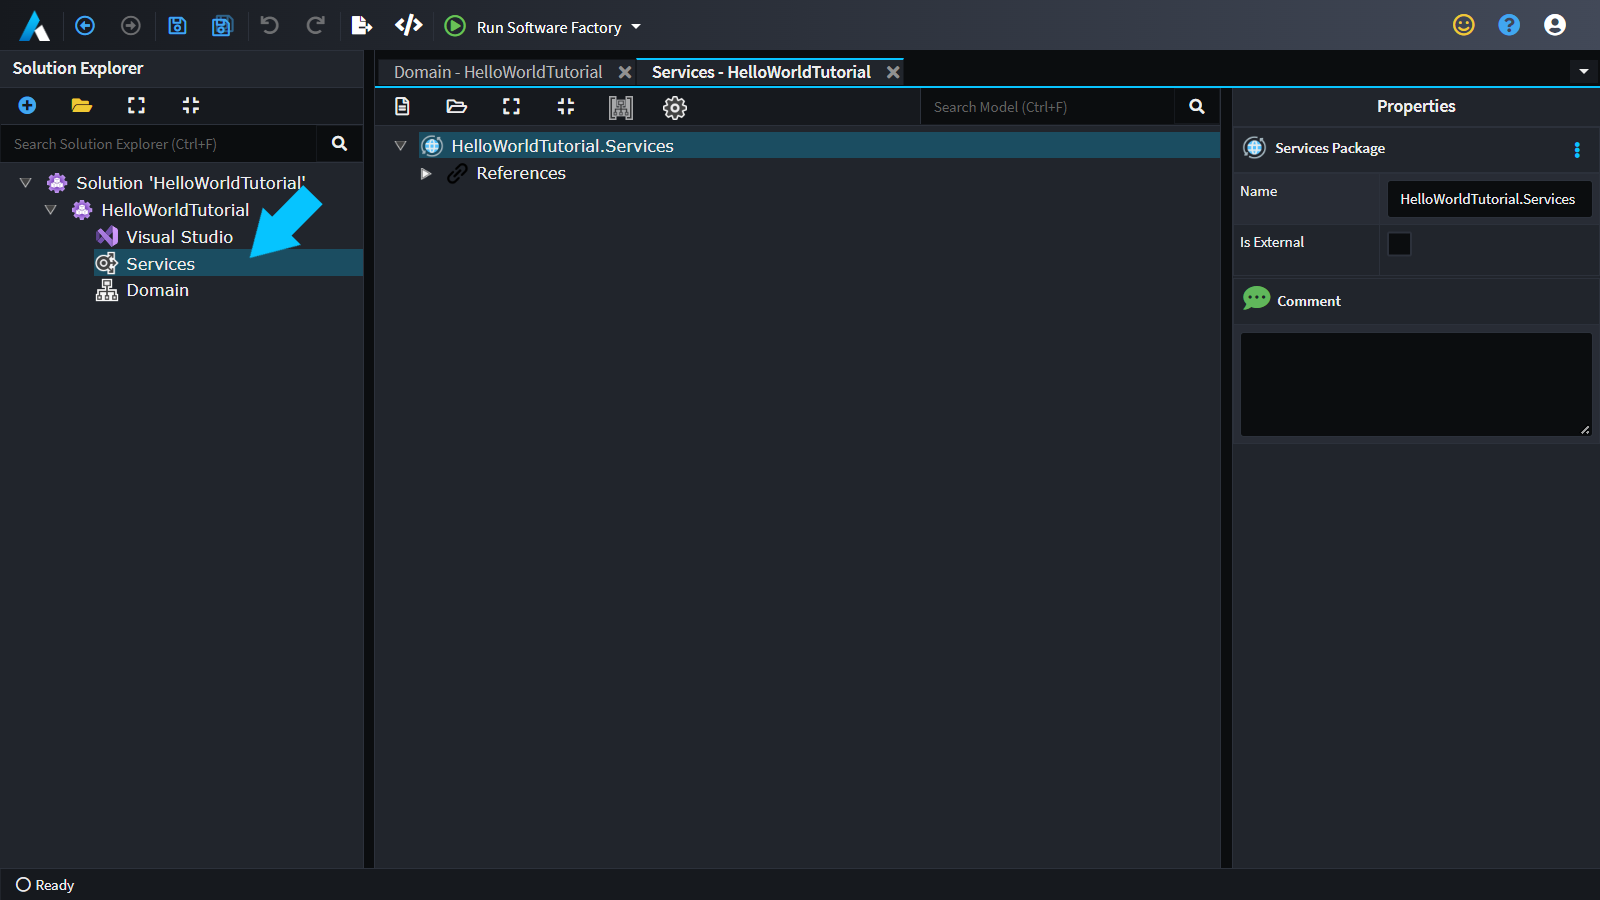 Run Software Factory
Solution Explorer
Search Solution Explorer (Ctrl+F)
Solution 'HelloWorldTutorial'
HelloWorldTutorial
Visual Studio
Services
Domain
Domain - HelloWorldTutorial
Services - HelloWorldTutorial
Search Model (Ctrl+F)
HelloWorldTutorial.Services
References
Properties
Services Package
Name
HelloWorldTutorial.Services
Is External
Comment
Ready